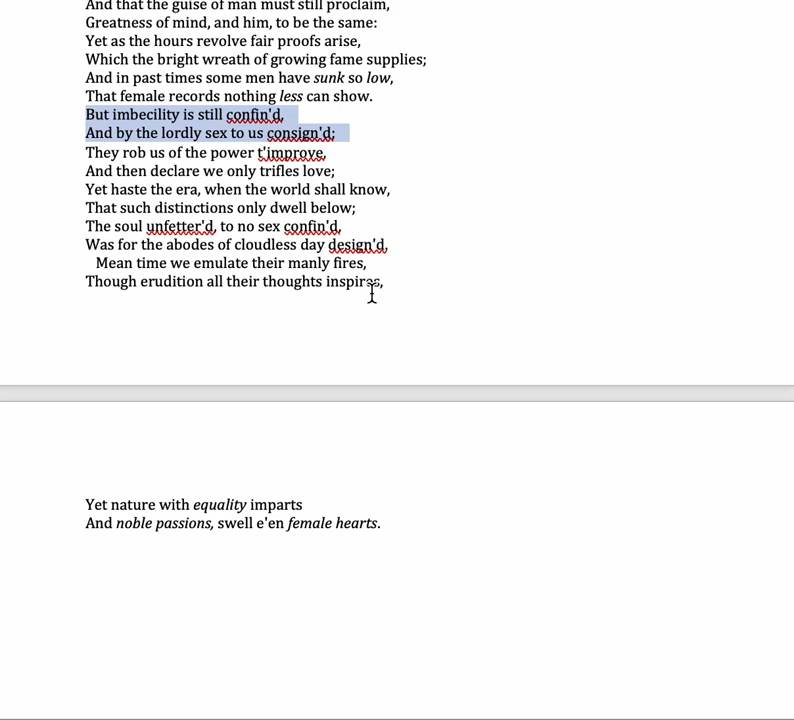 And that the guise of man must still proclaim,
Greatness of mind, and him, to be the same:
Yet as the hours revolve fair proofs arise,
Which the bright wreath of growing fame supplies;
And in past times some men have sunk so low,
That female records nothing less can show.
But imbecility is still confin'd,
And by the lordly sex to us consign'd;
They rob us of the power t'improve,
And then declare we only trifles love;
Yet haste the era, when the world shall know,
That such distinctions only dwell below;
The soul unfetter'd, to no sex confin'd,
Was for the abodes of cloudless day design'd.
Mean time we emulate their manly fires,
Though erudition all their thoughts inspires,
Yet nature with equality imparts
And noble passions, swell e'en female hearts.